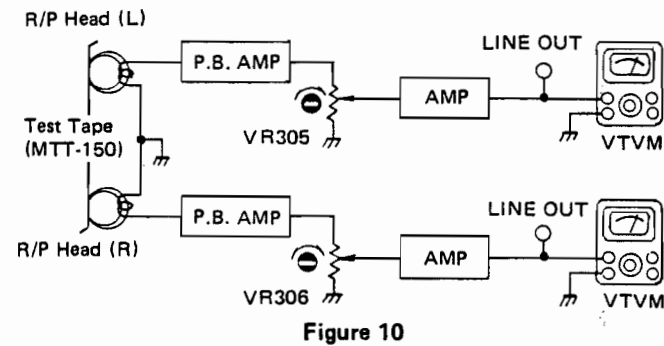 R/P Head (L)
P.B. AMP
LINE OUT
AMP
VR305
VTVM
Test Tape
(MTT-150)
P.B. AMP
LINE OUT
AMP
R/P Head (R)
VR306
VTVM
Figure 10